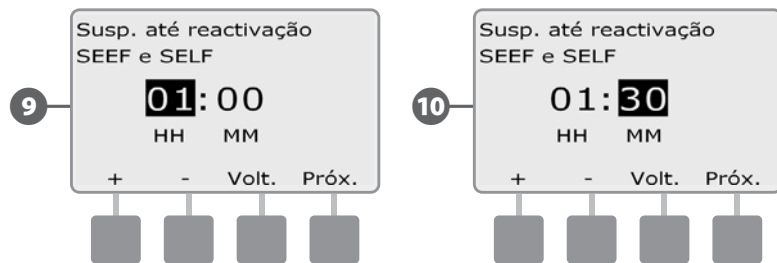 Susp. até reactivação
SEEF e SELF
9
01:00
HH MM
+ - Volt. Próx.
Susp. até reactivação
SEEF e SELF
10
01:30
HH MM
+ - Volt. Próx.